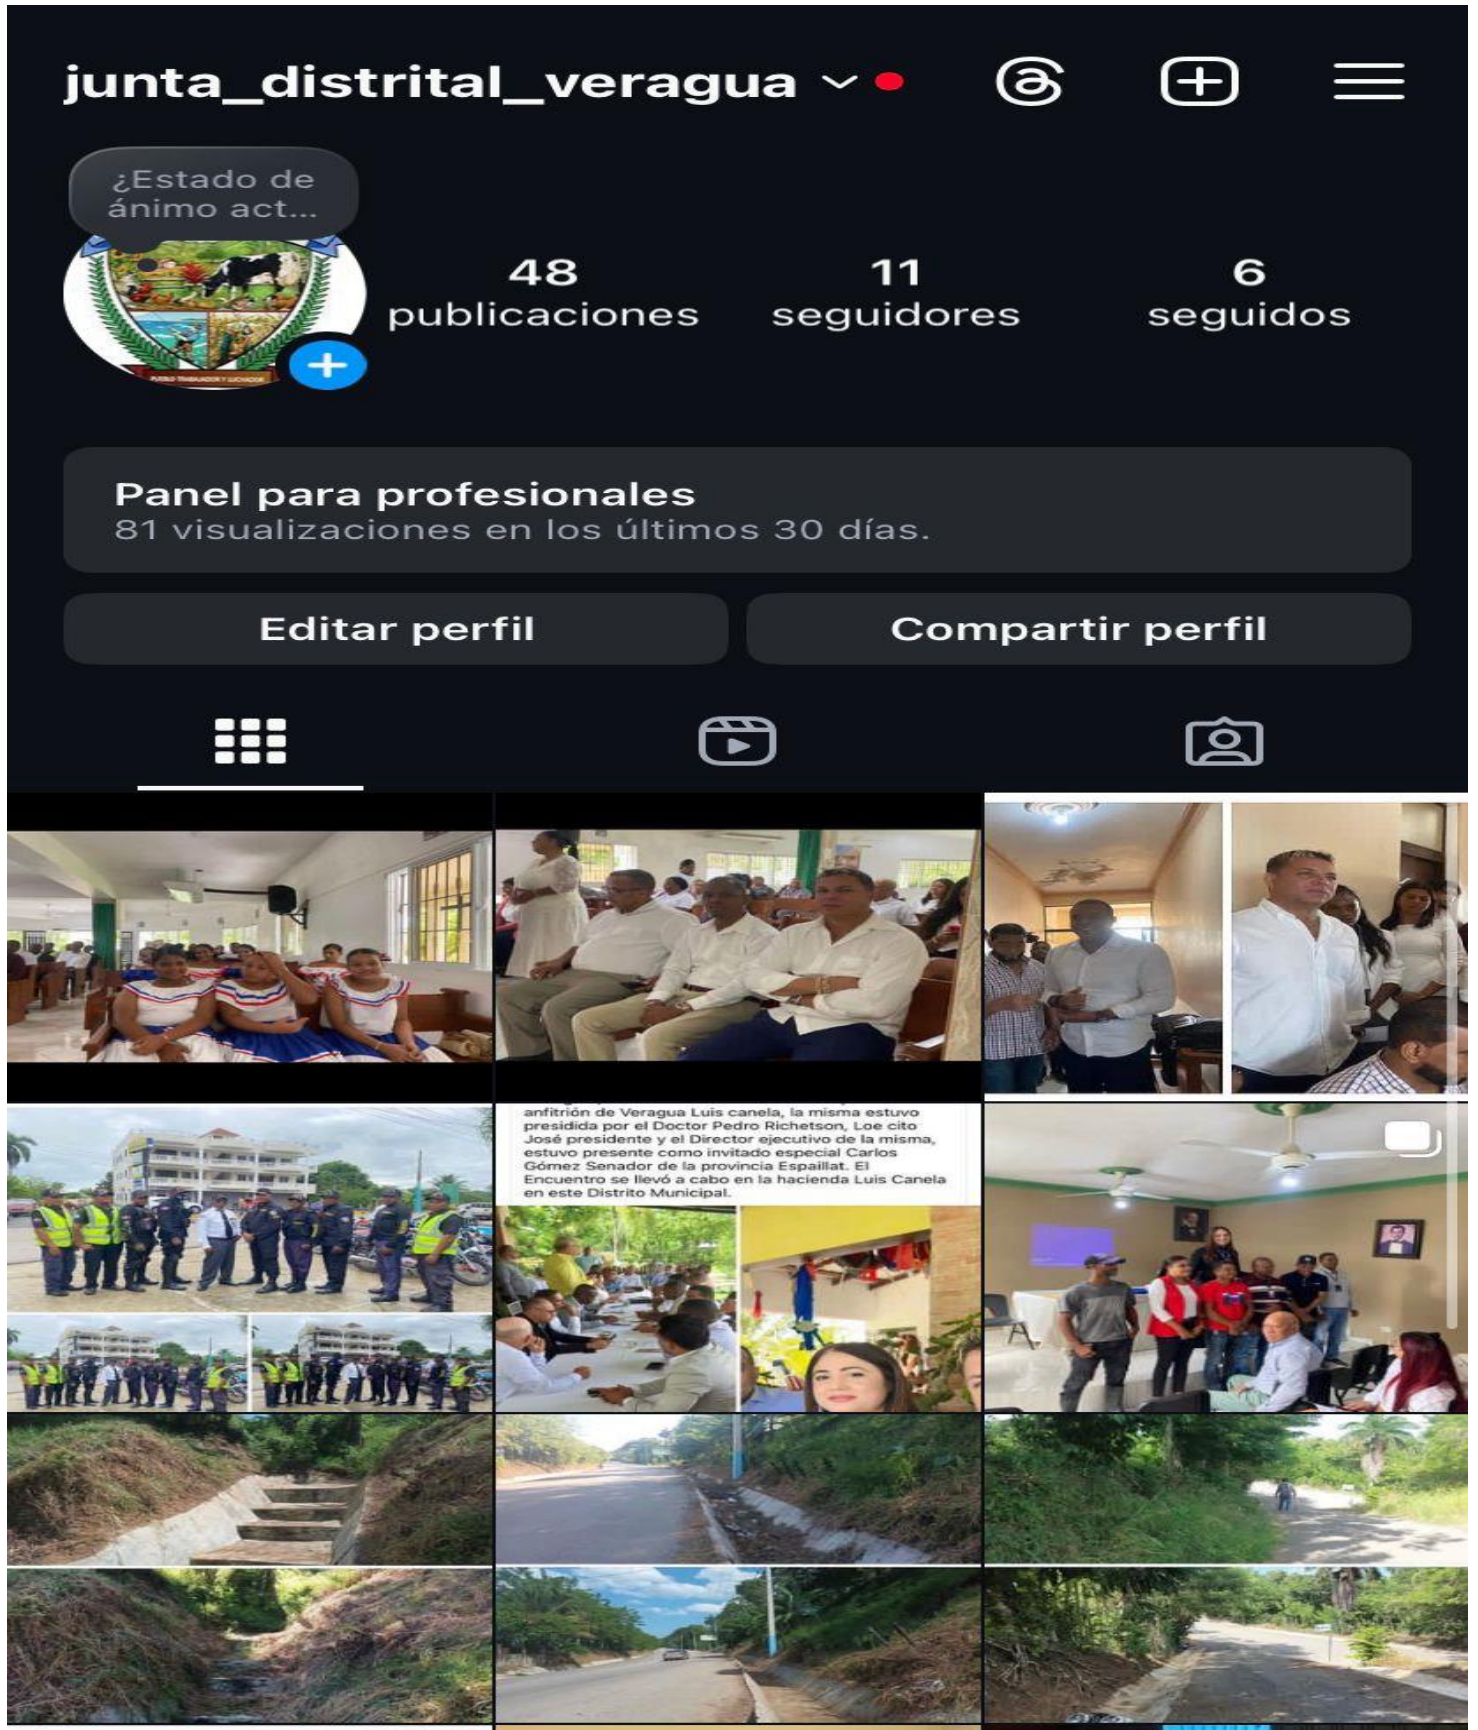 junta_distrital_veragua
¿Estado de
ánimo act...
48
publicaciones
11
seguidores
6
seguidos
PUEBLO TRABAJADOR Y LUCHADOR
Panel para profesionales
81 visualizaciones en los últimos 30 días.
Editar perfil
Compartir perfil
anfitrión de Veragua Luis canela, la misma estuvo
presidida por el Doctor Pedro Richetson, Loe cito
José presidente y el Director ejecutivo de la misma,
estuvo presente como invitado especial Carlos
Gómez Senador de la provincia Espaillat. El
Encuentro se llevó a cabo en la hacienda Luis Canela
en este Distrito Municipal.